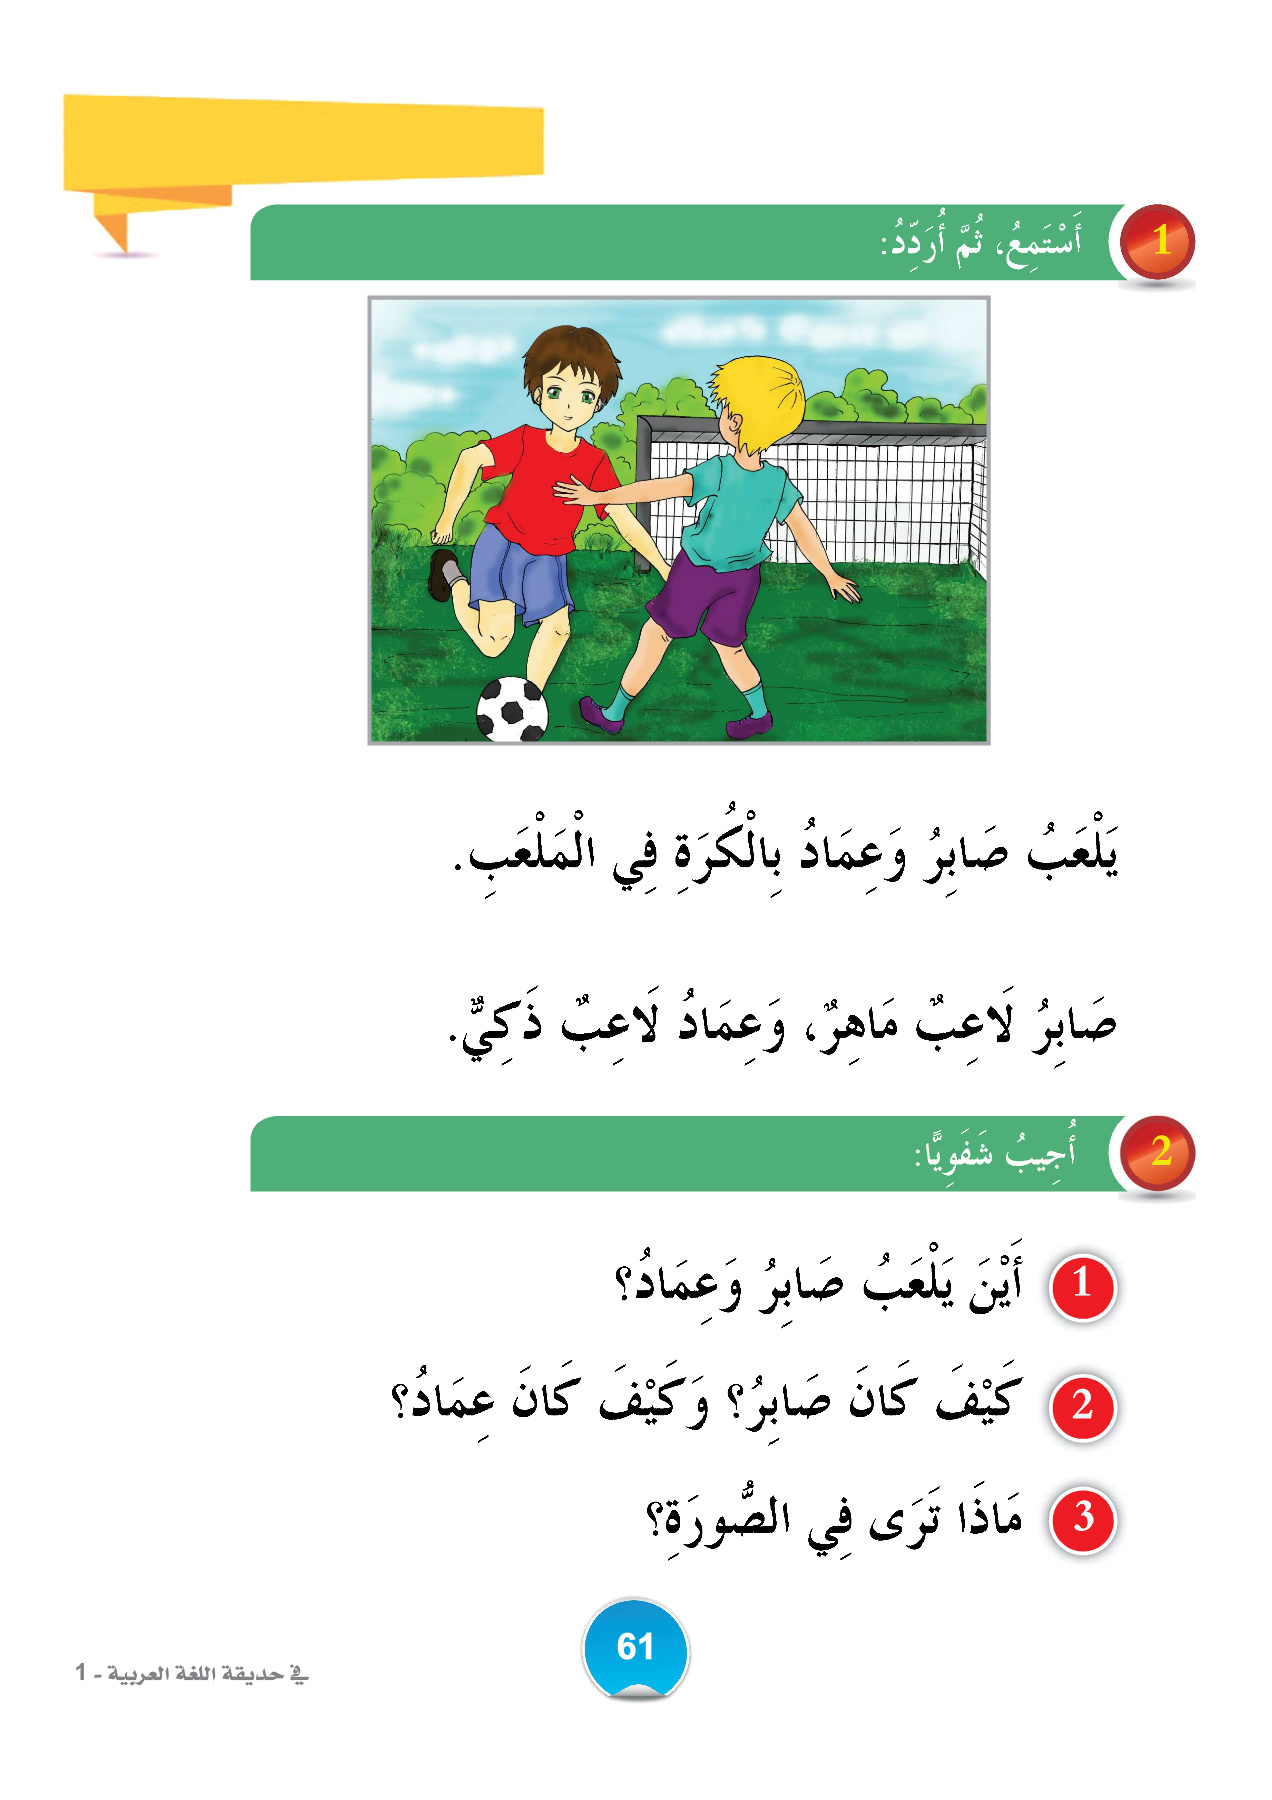 1 أَسْتَمِعُ، ثُمَّ أُرَدِّدُ:
يَلْعَبُ صَابِرُ وَعِمَادُ بِالْكُرَةِ فِي الْمَلْعَبِ.
صَابِرُ لَاعِبٌ مَاهِرٌ، وَعِمَادُ لَاعِبٌ ذَكِيٌّ.
2 أُجِيبُ شَفَوِيًّا:
1 أَيْنَ يَلْعَبُ صَابِرُ وَعِمَادُ؟
2 كَيْفَ كَانَ صَابِرُ؟ وَكَيْفَ كَانَ عِمَادُ؟
3 مَاذَا تَرَى فِي الصُّورَةِ؟
61
في حديقة اللغة العربية - 1